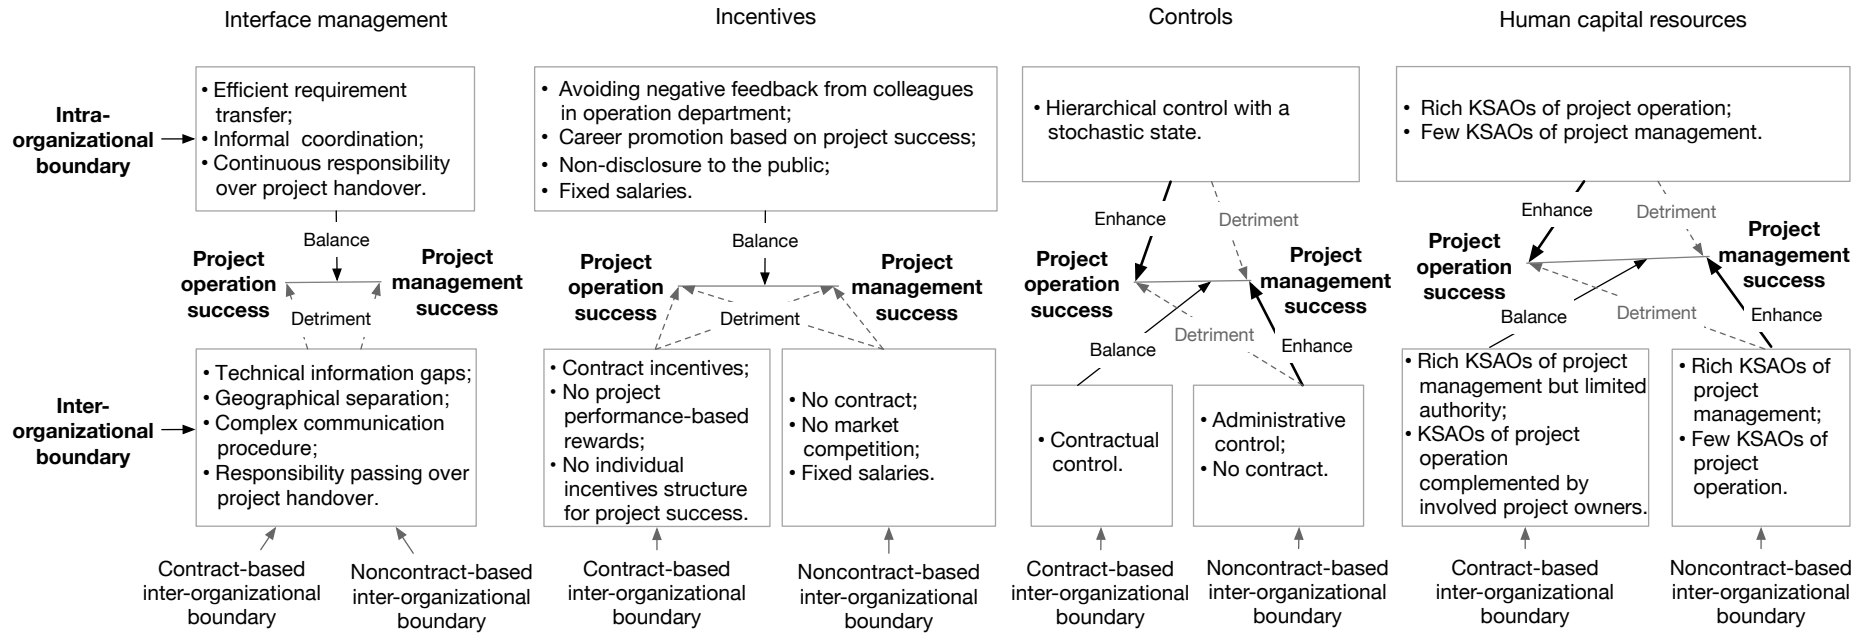 Interface management
Incentives
Controls
Human capital resources
Intra-
organizational
boundary
• Efficient requirement
transfer;
• Informal coordination;
• Continuous responsibility
over project handover.
• Avoiding negative feedback from colleagues
in operation department;
• Career promotion based on project success;
• Non-disclosure to the public;
• Fixed salaries.
• Hierarchical control with a
stochastic state.
• Rich KSAOs of project operation;
• Few KSAOs of project management.
Balance
Project
operation
success
Project
management
success
Detriment
Balance
Project
operation
success
Project
management
success
Detriment
Enhance
Detriment
Project
operation
success
Project
management
success
Detriment
Balance
Enhance
Enhance
Detriment
Project
operation
success
Project
management
success
Balance
Detriment
Enhance
Inter-
organizational
boundary
• Technical information gaps;
• Geographical separation;
• Complex communication
procedure;
• Responsibility passing over
project handover.
• Contract incentives;
• No project
performance-based
rewards;
• No individual
incentives structure
for project success.
• No contract;
• No market
competition;
• Fixed salaries.
• Contractual
control.
• Administrative
control;
• No contract.
• Rich KSAOs of project
management but limited
authority;
• KSAOs of project
operation
complemented by
involved project owners.
• Rich KSAOs of
project
management;
• Few KSAOs of
project
operation.
Contract-based
inter-organizational
boundary
Noncontract-based
inter-organizational
boundary
Contract-based
inter-organizational
boundary
Noncontract-based
inter-organizational
boundary
Contract-based
inter-organizational
boundary
Noncontract-based
inter-organizational
boundary
Contract-based
inter-organizational
boundary
Noncontract-based
inter-organizational
boundary